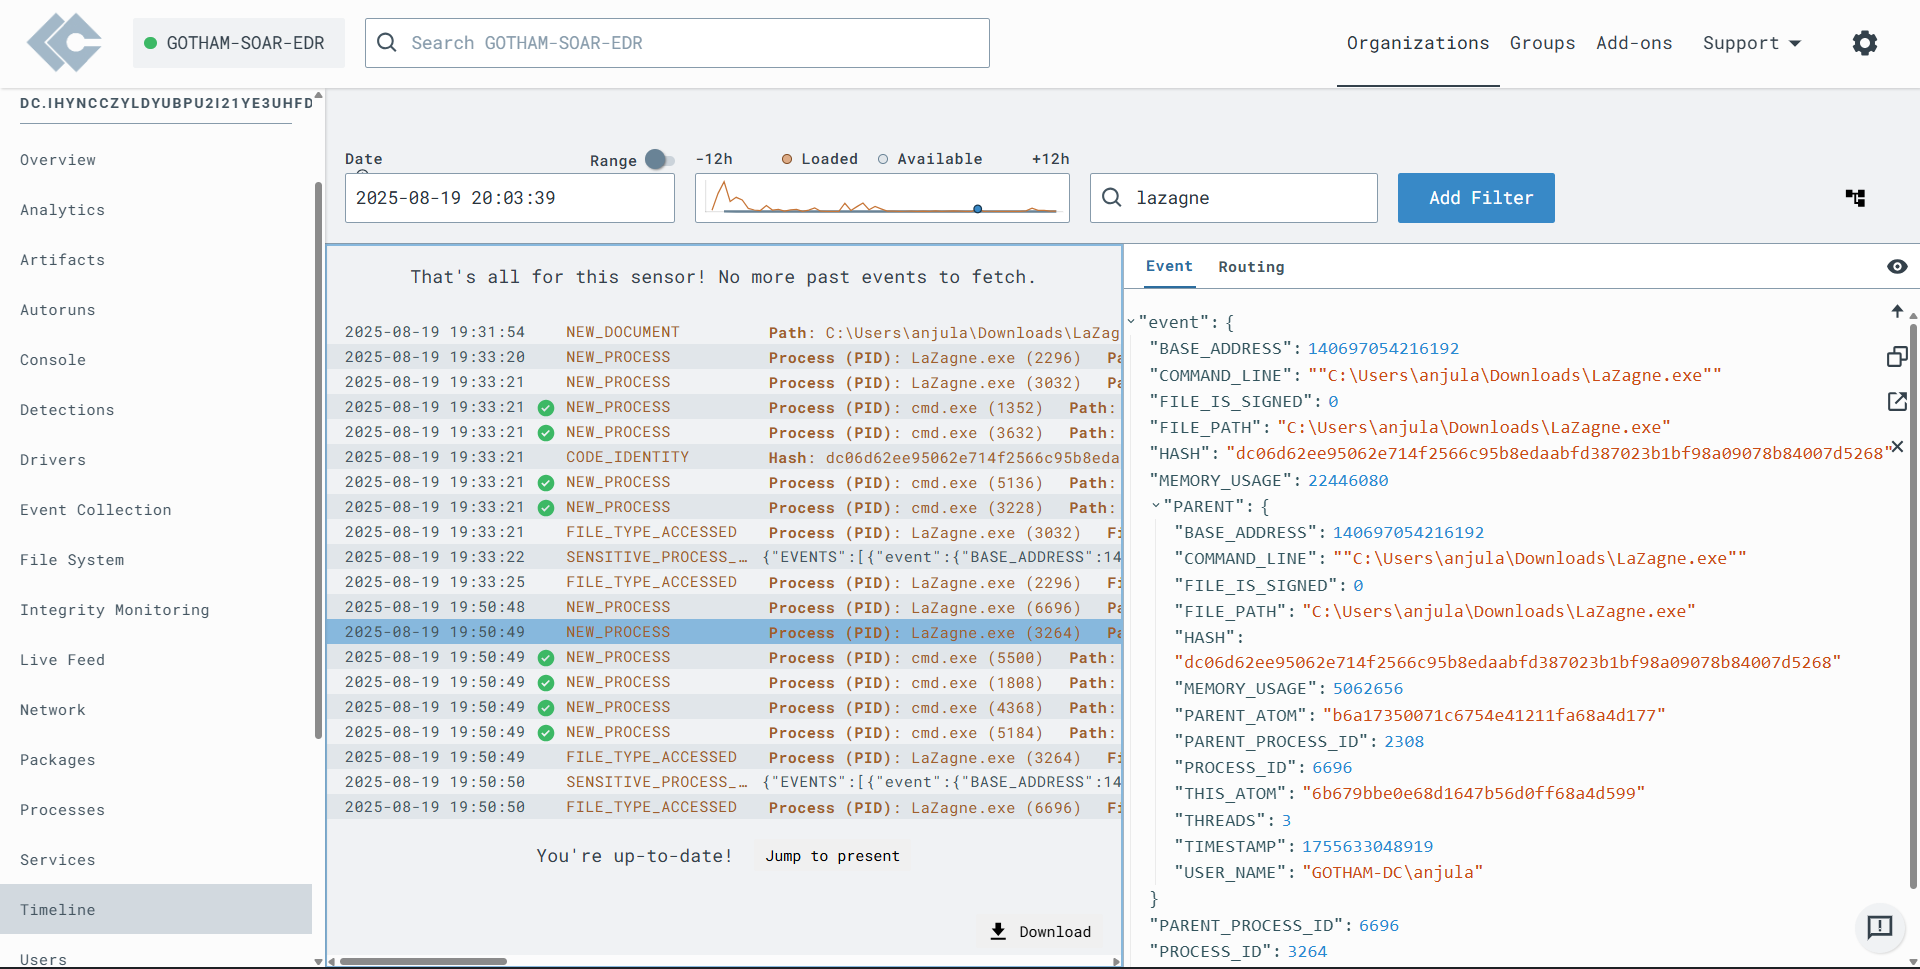 GOTHAM-SOAR-EDR
Search GOTHAM-SOAR-EDR
Organizations
Groups
Add-ons
Support
DC.IHYNCCZYLDYUBPU2I21YE3UHFD
Overview
Analytics
Artifacts
Autoruns
Console
Detections
Drivers
Event Collection
File System
Integrity Monitoring
Live Feed
Network
Packages
Processes
Services
Timeline
Users
Date
Range
-12h
Loaded
Available
+12h
2025-08-19 20:03:39
lazagne
Add Filter
That's all for this sensor! No more past events to fetch.
2025-08-19 19:31:54 NEW_DOCUMENT Path: C:\Users\anjula\Downloads\LaZag
2025-08-19 19:33:20 NEW_PROCESS Process (PID): LaZagne.exe (2296) Pa
2025-08-19 19:33:21 NEW_PROCESS Process (PID): LaZagne.exe (3032) Pa
2025-08-19 19:33:21 NEW_PROCESS Process (PID): cmd.exe (1352) Path:
2025-08-19 19:33:21 NEW_PROCESS Process (PID): cmd.exe (3632) Path:
2025-08-19 19:33:21 CODE_IDENTITY Hash: dc06d62ee95062e714f2566c95b8eda
2025-08-19 19:33:21 NEW_PROCESS Process (PID): cmd.exe (5136) Path:
2025-08-19 19:33:21 NEW_PROCESS Process (PID): cmd.exe (3228) Path:
2025-08-19 19:33:21 FILE_TYPE_ACCESSED Process (PID): LaZagne.exe (3032) Fi
2025-08-19 19:33:22 SENSITIVE_PROCESS_… {"EVENTS":[{"event":{"BASE_ADDRESS":14
2025-08-19 19:33:25 FILE_TYPE_ACCESSED Process (PID): LaZagne.exe (2296) Fi
2025-08-19 19:50:48 NEW_PROCESS Process (PID): LaZagne.exe (6696) Pa
2025-08-19 19:50:49 NEW_PROCESS Process (PID): LaZagne.exe (3264) Pa
2025-08-19 19:50:49 NEW_PROCESS Process (PID): cmd.exe (5500) Path:
2025-08-19 19:50:49 NEW_PROCESS Process (PID): cmd.exe (1808) Path:
2025-08-19 19:50:49 NEW_PROCESS Process (PID): cmd.exe (4368) Path:
2025-08-19 19:50:49 NEW_PROCESS Process (PID): cmd.exe (5184) Path:
2025-08-19 19:50:49 FILE_TYPE_ACCESSED Process (PID): LaZagne.exe (3264) Fi
2025-08-19 19:50:50 SENSITIVE_PROCESS_… {"EVENTS":[{"event":{"BASE_ADDRESS":14
2025-08-19 19:50:50 FILE_TYPE_ACCESSED Process (PID): LaZagne.exe (6696) Fi
You're up-to-date! Jump to present
Download
Event
Routing
"event": {
"BASE_ADDRESS": 140697054216192
"COMMAND_LINE": ""C:\Users\anjula\Downloads\LaZagne.exe""
"FILE_IS_SIGNED": 0
"FILE_PATH": "C:\Users\anjula\Downloads\LaZagne.exe"
"HASH": "dc06d62ee95062e714f2566c95b8edaabfd387023b1bf98a09078b84007d5268"
"MEMORY_USAGE": 22446080
"PARENT": {
"BASE_ADDRESS": 140697054216192
"COMMAND_LINE": ""C:\Users\anjula\Downloads\LaZagne.exe""
"FILE_IS_SIGNED": 0
"FILE_PATH": "C:\Users\anjula\Downloads\LaZagne.exe"
"HASH":
"dc06d62ee95062e714f2566c95b8edaabfd387023b1bf98a09078b84007d5268"
"MEMORY_USAGE": 5062656
"PARENT_ATOM": "b6a17350071c6754e41211fa68a4d177"
"PARENT_PROCESS_ID": 2308
"PROCESS_ID": 6696
"THIS_ATOM": "6b679bbe0e68d1647b56d0ff68a4d599"
"THREADS": 3
"TIMESTAMP": 1755633048919
"USER_NAME": "GOTHAM-DC\anjula"
}
"PARENT_PROCESS_ID": 6696
"PROCESS_ID": 3264